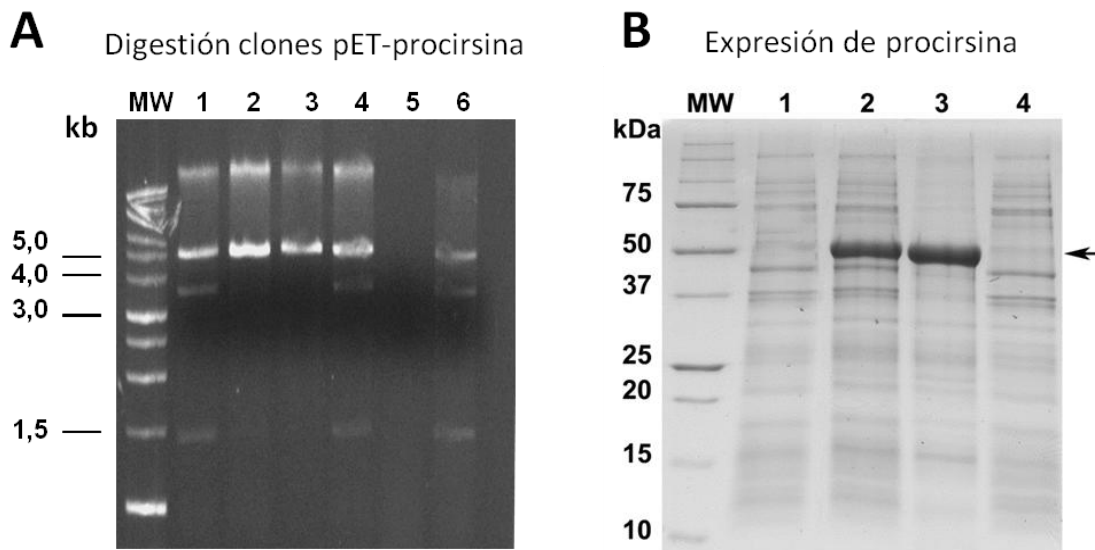 A
Digestión clones pET-procirsina
MW 1 2 3 4 5 6
kb
5,0
4,0
3,0
1,5
B
Expresión de procirsina
MW 1 2 3 4
kDa
75
50
37
25
20
15
10